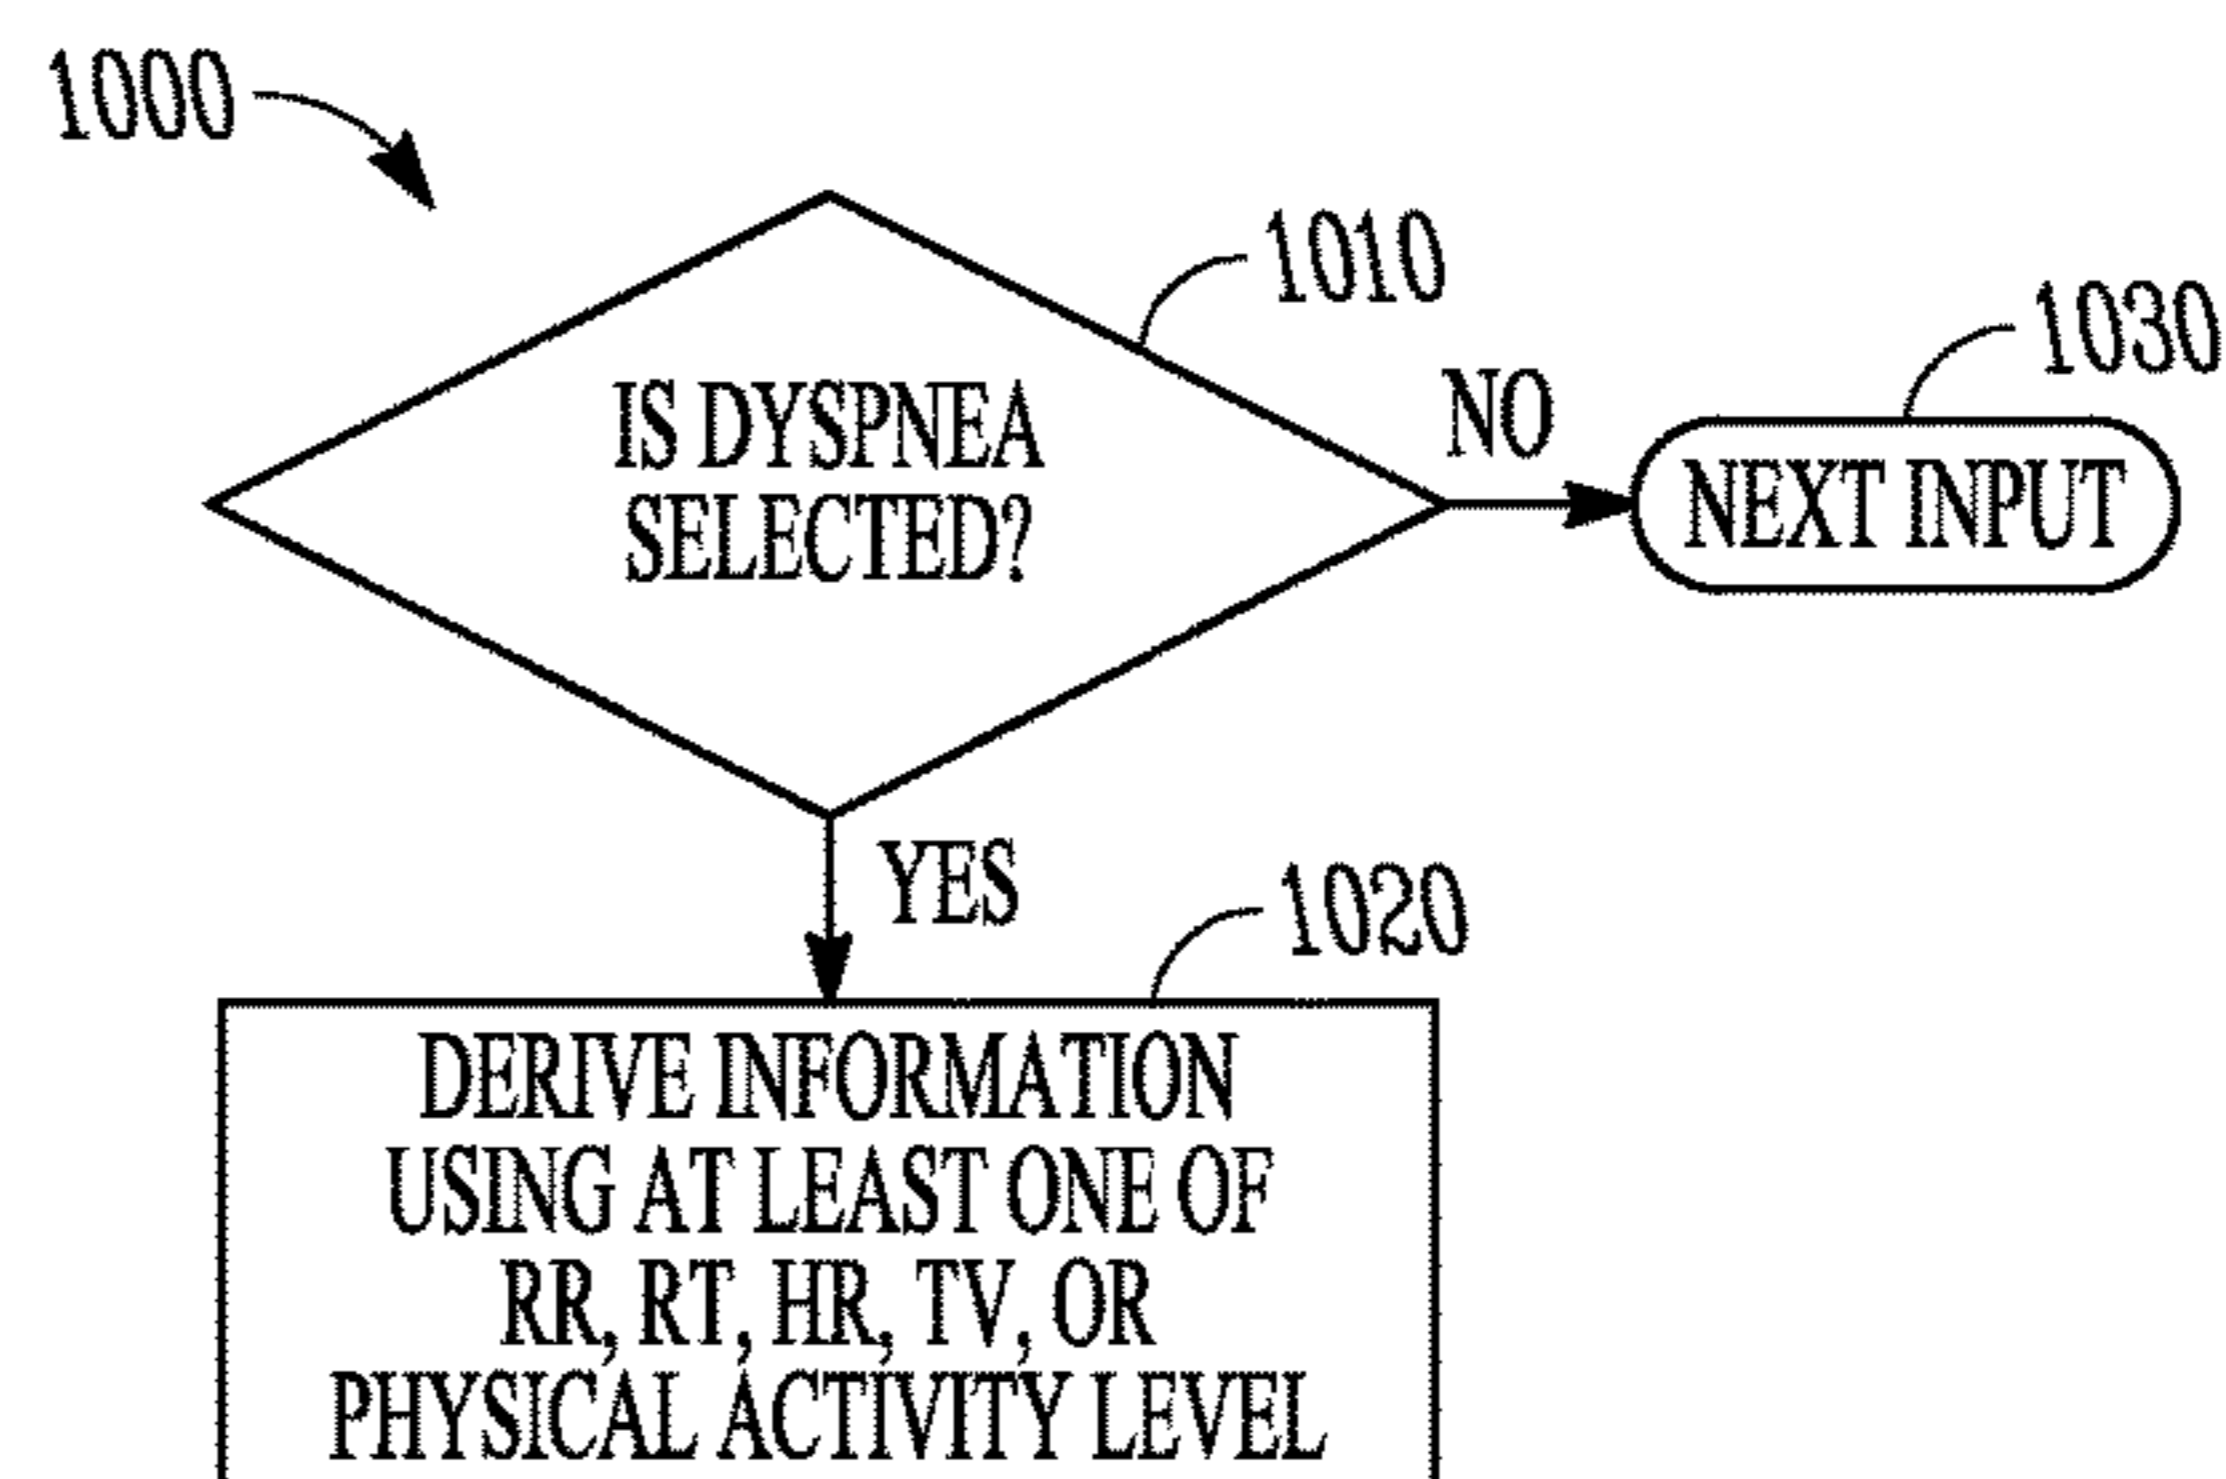 1000
1010
1030
IS DYSPNEA
SELECTED?
NO
NEXT INPUT
YES
1020
DERIVE INFORMATION
USING AT LEAST ONE OF
RR, RT, HR, TV, OR
PHYSICAL ACTIVITY LEVEL